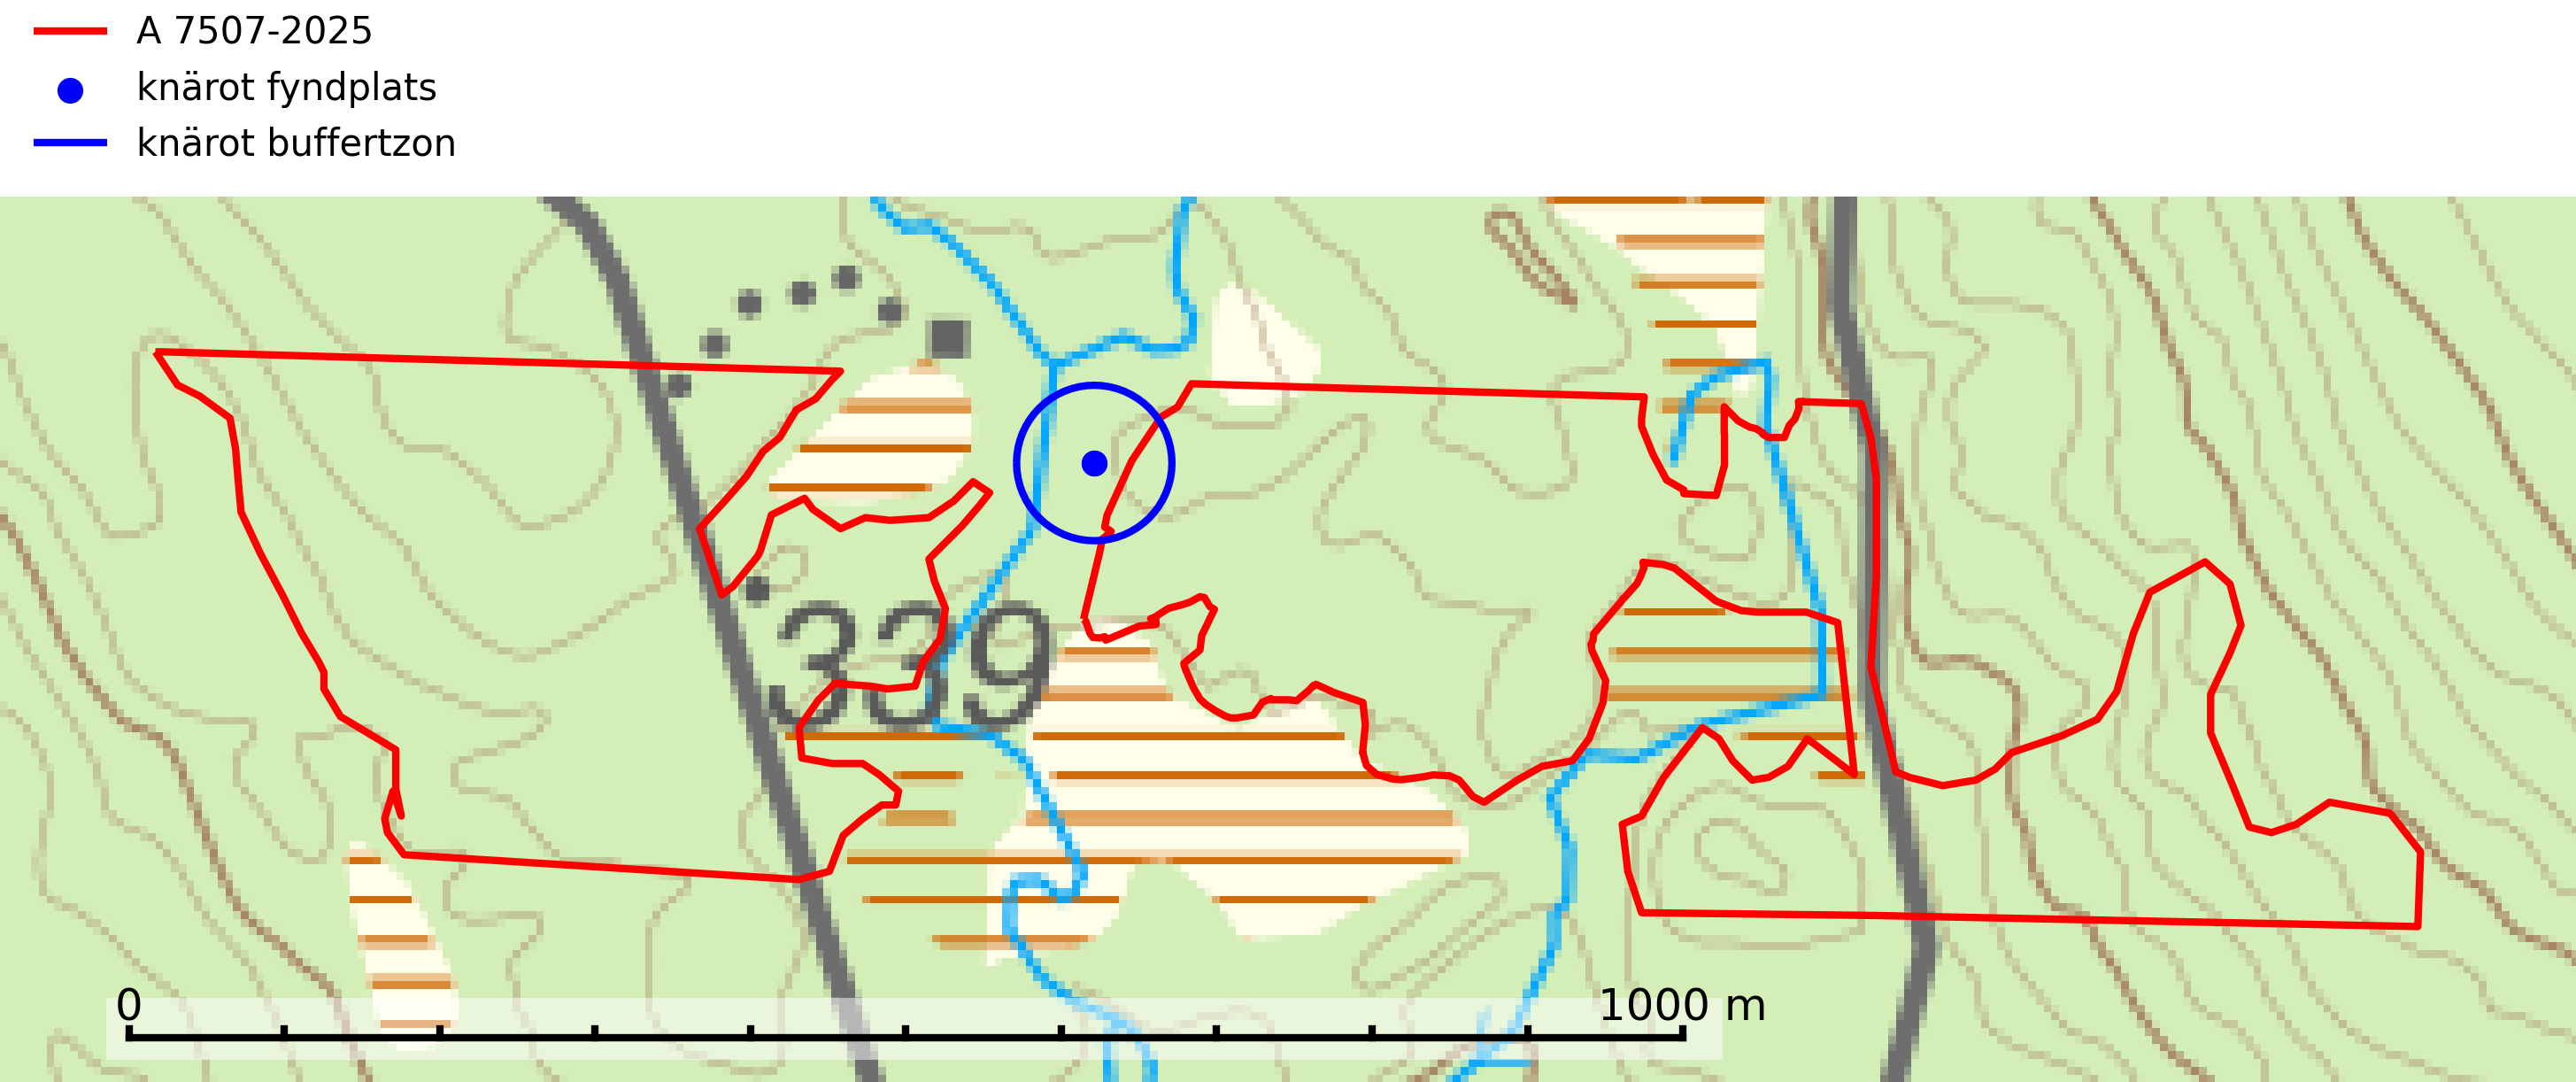 A 7507-2025
knärot fyndplats
knärot buffertzon
339
0 1000 m